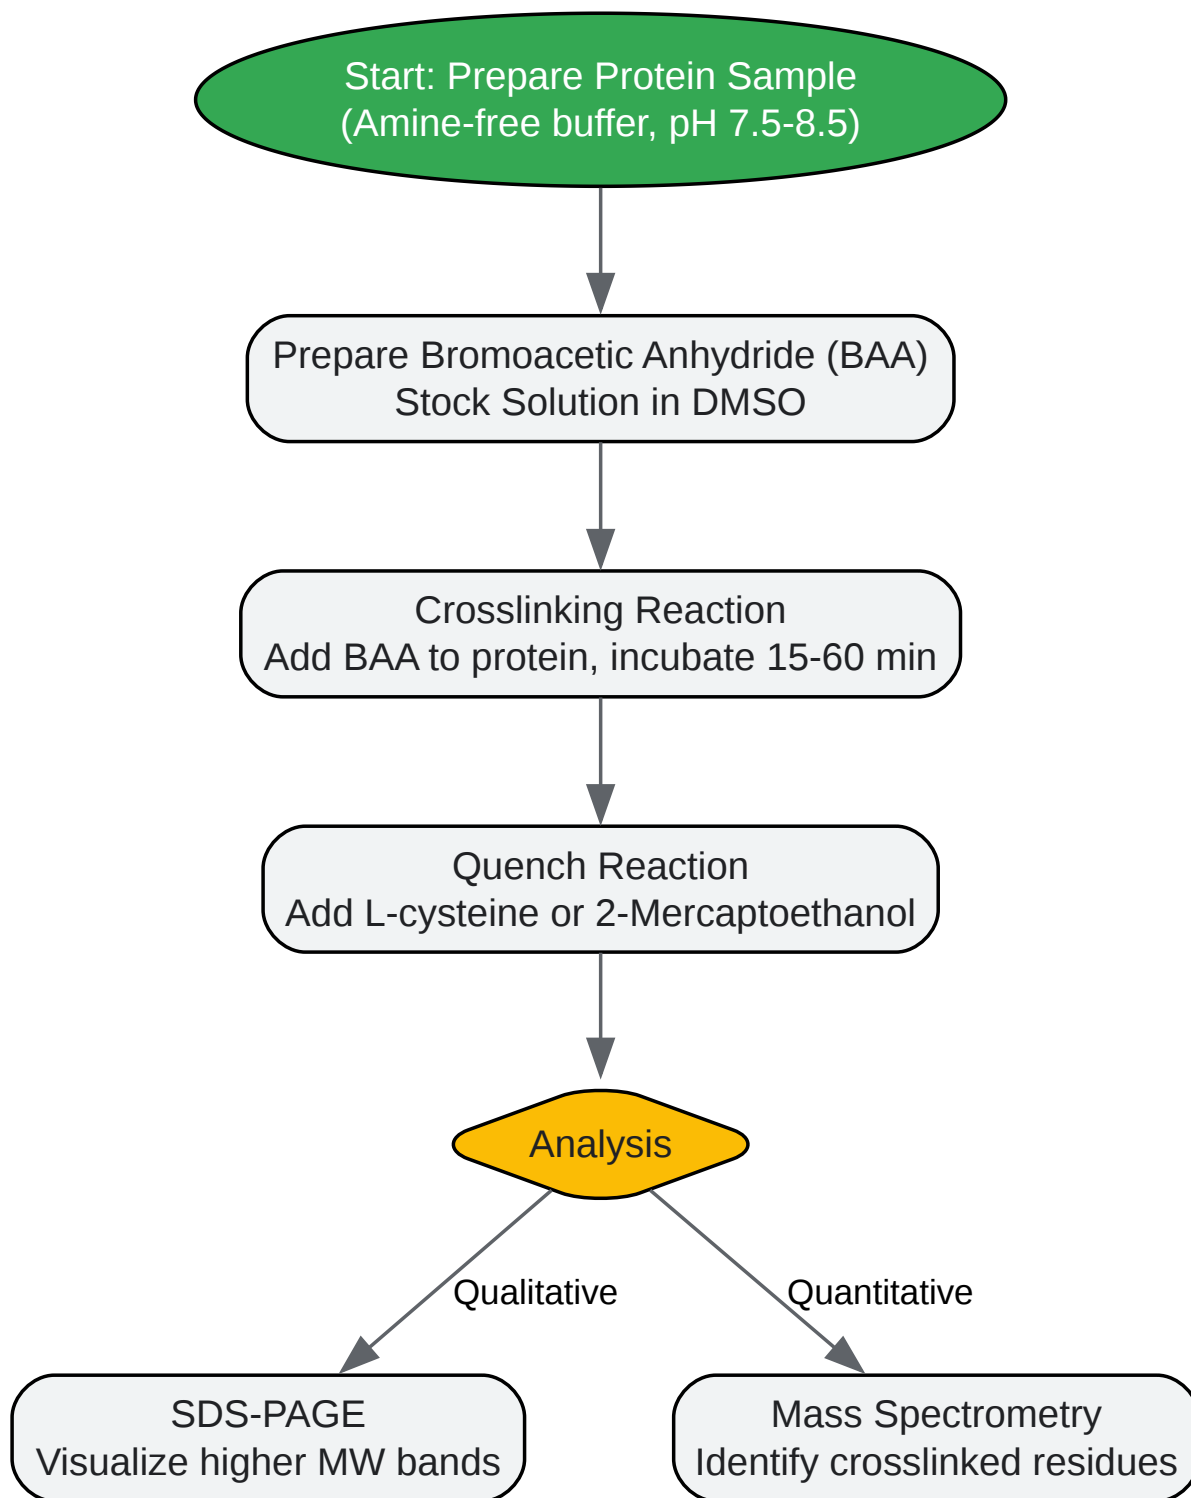 Start: Prepare Protein Sample
(Amine-free buffer, pH 7.5-8.5)
Prepare Bromoacetic Anhydride (BAA)
Stock Solution in DMSO
Crosslinking Reaction
Add BAA to protein, incubate 15-60 min
Quench Reaction
Add L-cysteine or 2-Mercaptoethanol
Analysis
Qualitative
Quantitative
SDS-PAGE
Visualize higher MW bands
Mass Spectrometry
Identify crosslinked residues